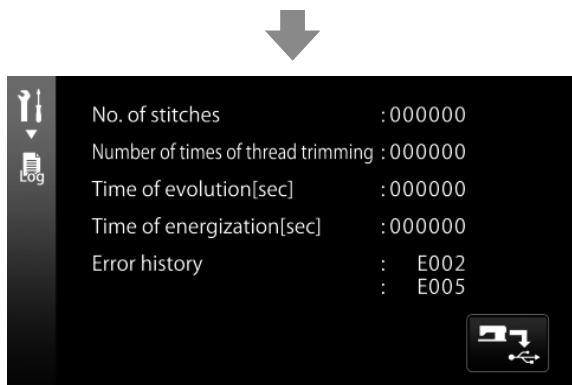 No. of stitches :000000
Number of times of thread trimming :000000
Log
Time of evolution[sec] :000000
Time of energization[sec] :000000
Error history : E002
: E005